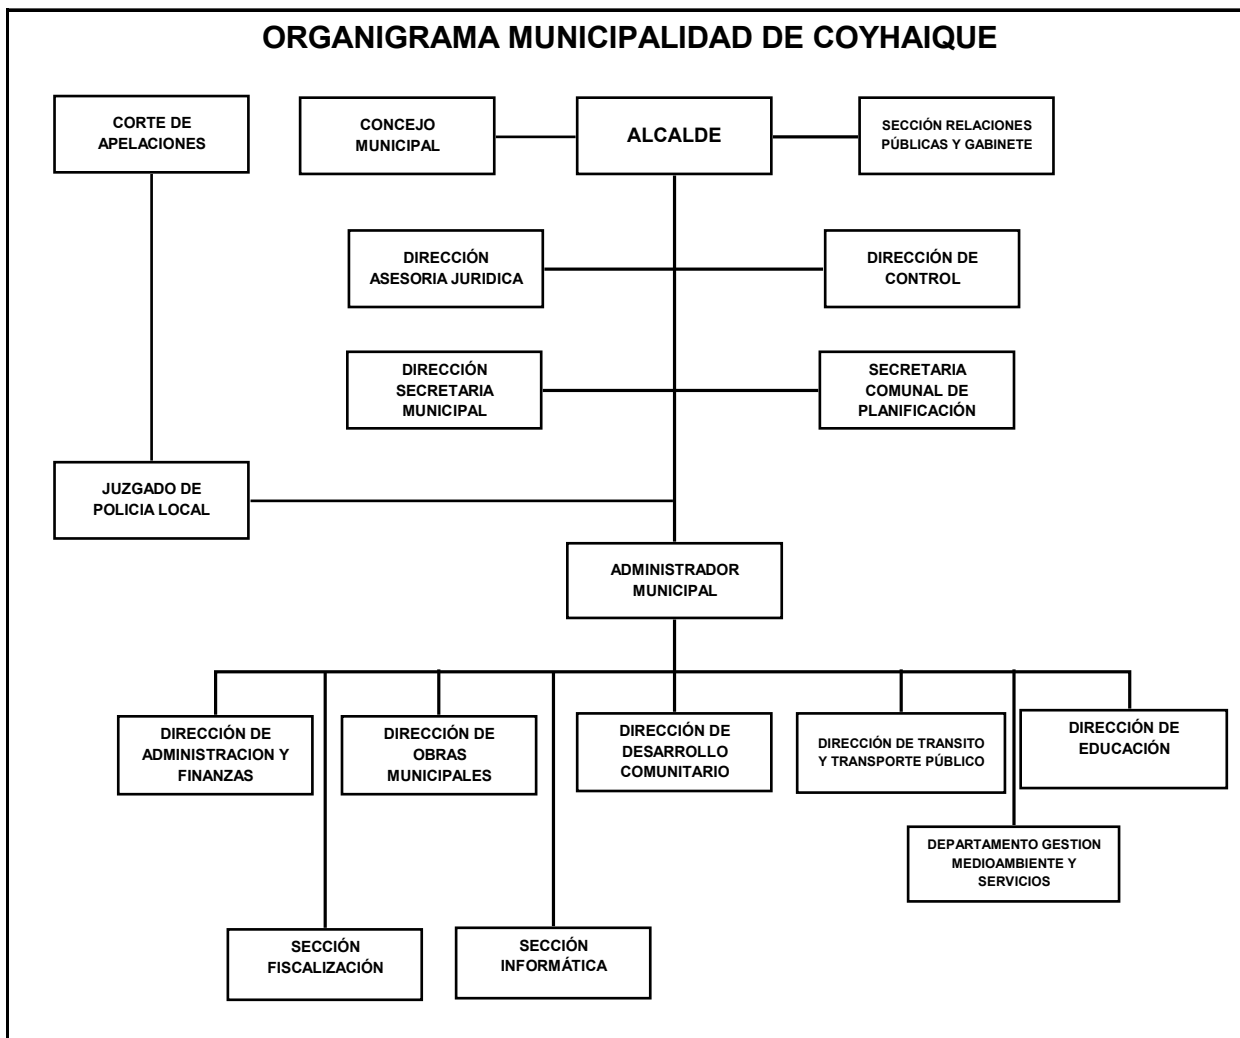 ORGANIGRAMA MUNICIPALIDAD DE COYHAIQUE
CORTE DE
APELACIONES
CONCEJO
MUNICIPAL
ALCALDE
SECCIÓN RELACIONES
PÚBLICAS Y GABINETE
DIRECCIÓN
ASESORIA JURIDICA
DIRECCIÓN DE
CONTROL
DIRECCIÓN
SECRETARIA
MUNICIPAL
SECRETARIA
COMUNAL DE
PLANIFICACIÓN
JUZGADO DE
POLICIA LOCAL
ADMINISTRADOR
MUNICIPAL
DIRECCIÓN DE
ADMINISTRACION Y
FINANZAS
DIRECCIÓN DE
OBRAS
MUNICIPALES
DIRECCIÓN DE
DESARROLLO
COMUNITARIO
DIRECCIÓN DE TRANSITO
Y TRANSPORTE PÚBLICO
DIRECCIÓN DE
EDUCACIÓN
DEPARTAMENTO GESTION
MEDIOAMBIENTE Y
SERVICIOS
SECCIÓN
FISCALIZACIÓN
SECCIÓN
INFORMÁTICA